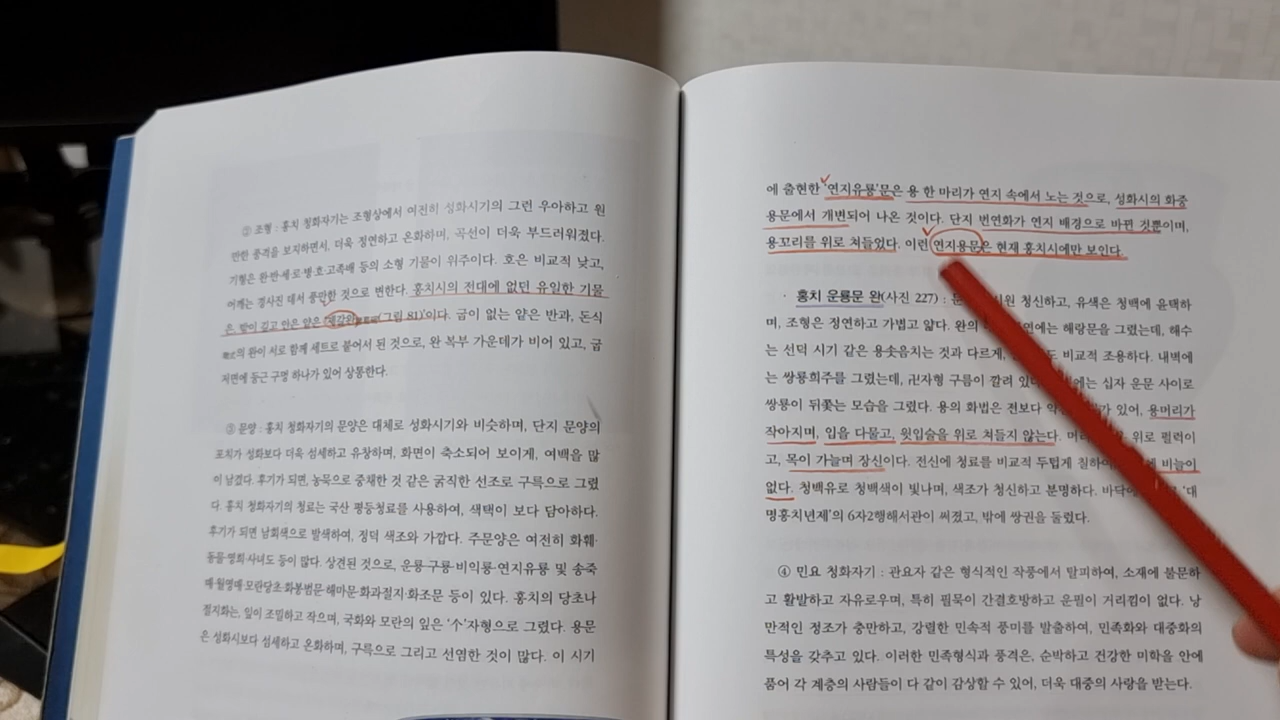 ② 조형 : 홍치 청화자기는 조형상에서 여전히 성화시기의 그런 우아하고 원
만한 풍격을 보지하면서, 더욱 정연하고 온화하며, 곡선이 더욱 부드러워졌다.
기형은 완·반·세·로·병·호·고족배 등의 소형 기물이 위주이다. 호는 비교적 낮고,
어깨는 경사진 데서 풍만한 것으로 변한다. 홍치시의 전대에 없던 유일한 기물
은, 깊고 안은 얕은 (그림 81)'이다. 굽이 없는 얕은 반과, 돈식
의 완이 서로 함께 세트로 붙어서 된 것으로, 완 복부 가운데가 비어 있고, 굽
저면에 둥근 구멍 하나가 있어 상통한다.
③ 문양 : 홍치 청화자기의 문양은 대체로 성화시기와 비슷하며, 단지 문양의
포치가 성화보다 더욱 섬세하고 유창하며, 화면이 축소되어 보이게, 여백을 많
이 남겼다. 후기가 되면, 농묵으로 중채한 것 같은 굵직한 선조로 구륵으로 그렸
다. 홍치 청화자기의 청료는 국산 평등청료를 사용하여, 색택이 보다 담아하다.
후기가 되면 남회색으로 발색하여, 정덕 색조와 가깝다. 주문양은 여전히 화훼·
동물·영희·사녀도 등이 많다. 상견된 것으로, 운룡·구룡·비익룡·연지유룡 및 송죽
매·월영매·모란당초·화봉범문·해마문·화과절지·화조문 등이 있다. 홍치의 당초나
절지화는, 잎이 조밀하고 작으며, 국화와 모란의 잎은 '个'자형으로 그렸다. 용문
은 성화시보다 섬세하고 온화하며, 구륵으로 그리고 선염한 것이 많다. 이 시기
에 출현한 '연지유룡'문은 용 한 마리가 연지 속에서 노는 것으로, 성화시의 화중
용문에서 개변되어 나온 것이다. 단지 번연화가 연지 배경으로 바뀐 것뿐이며,
용꼬리를 위로 쳐들었다. 이런 연지용문은 현재 홍치시에만 보인다.
· 홍치 운룡문 완(사진 227) : 시원 청신하고, 유색은 청백에 윤택하
며, 조형은 정연하고 가볍고 얇다. 완의 에는 해랑문을 그렸는데, 해수
는 선덕 시기 같은 용솟음치는 것과 다르게, 비교적 조용하다. 내벽에
는 쌍룡희주를 그렸는데, 卍자형 구름이 깔려 에는 십자 운문 사이로
쌍룡이 뒤쫓는 모습을 그렸다. 용의 화법은 전보다 가 있어, 용머리가
작아지며, 입을 다물고, 윗입술을 위로 쳐들지 않는다. 위로 펄럭이
고, 목이 가늘며 장신이다. 전신에 청료를 비교적 두텁게 비늘이
없다. 청백유로 청백색이 빛나며, 색조가 청신하고 분명하다. '대
명홍치년제'의 6자2행해서관이 써졌고, 밖에 쌍권을 둘렀다.
④ 민요 청화자기 : 관요자 같은 형식적인 작풍에서 탈피하여, 소재에 불문하
고 활발하고 자유로우며, 특히 필묵이 간결호방하고 운필이 거리낌이 없다. 낭
만적인 정조가 충만하고, 강렬한 민속적 풍미를 발출하여, 민족화와 대중화의
특성을 갖추고 있다. 이러한 민족형식과 풍격은, 순박하고 건강한 미학을 안에
품어 각 계층의 사람들이 다 같이 감상할 수 있어, 더욱 대중의 사랑을 받는다.